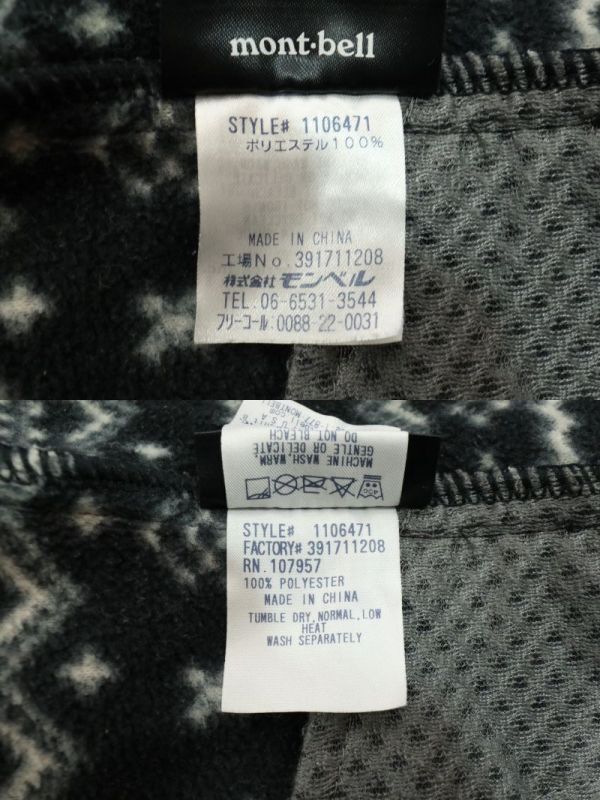 mont·bell
STYLE# 1106471
ポリエステル100%
MADE IN CHINA
工場No.391711208
株式会社モンベル
TEL.06-6531-3544
フリーコール:0088-22-0031
MACHINE WASH,WARM
GENTLE OR DELICATE
DO NOT BLEACH
STYLE# 1106471
FACTORY# 391711208
RN.107957
100% POLYESTER
MADE IN CHINA
TUMBLE DRY,NORMAL,LOW
HEAT
WASH SEPARATELY